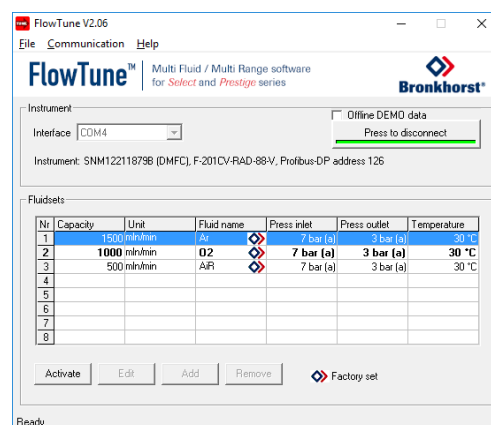 FlowTune V2.06
File Communication Help
FlowTune™ Multi Fluid / Multi Range software
for Select and Prestige series
Bronkhorst®
Instrument
Offline DEMO data
Interface COM4 Press to disconnect
Instrument: SNM12211879B (DMFC), F-201CV-RAD-88-V, Profibus-DP address 126
Fluidsets
Nr Capacity Unit Fluid name Press inlet Press outlet Temperature
1 1500 mln/min Ar 7 bar (a) 3 bar (a) 30 °C
2 1000 mln/min O2 7 bar (a) 3 bar (a) 30 °C
3 500 mln/min AiR 7 bar (a) 3 bar (a) 30 °C
4
5
6
7
8
Activate Edit Add Remove Factory set
Ready